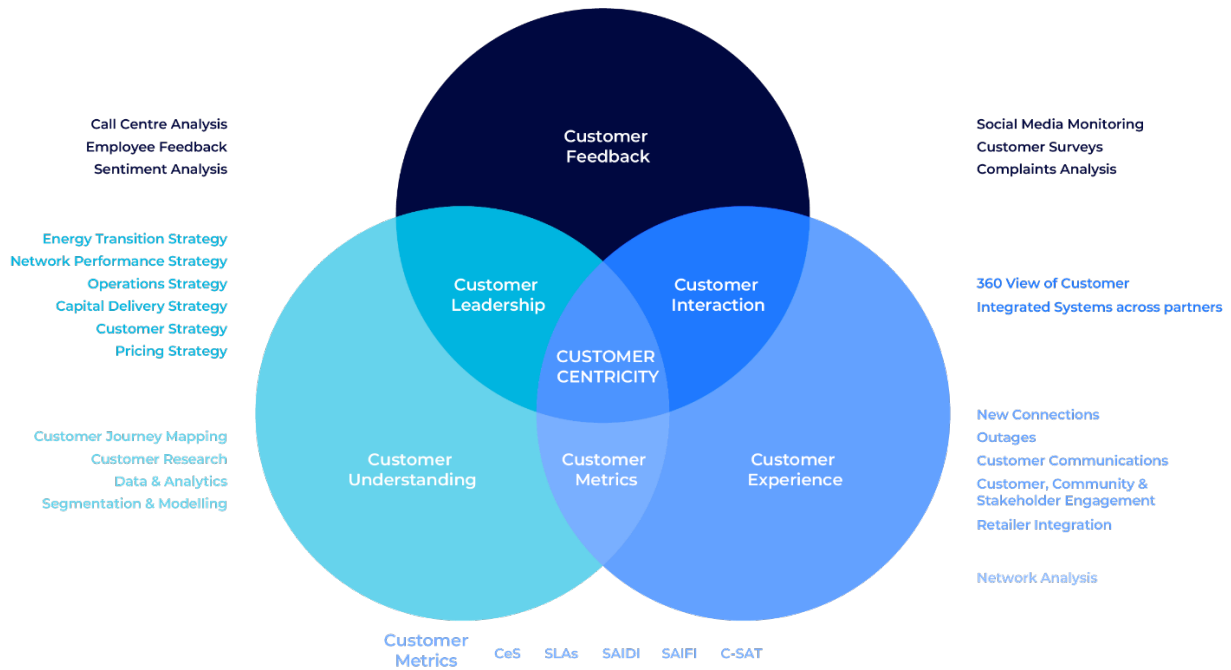 Customer
Feedback
Call Centre Analysis
Employee Feedback
Sentiment Analysis
Social Media Monitoring
Customer Surveys
Complaints Analysis
Energy Transition Strategy
Network Performance Strategy
Operations Strategy
Capital Delivery Strategy
Customer Strategy
Pricing Strategy
Customer
Leadership
Customer
Interaction
360 View of Customer
Integrated Systems across partners
CUSTOMER
CENTRICITY
Customer Journey Mapping
Customer Research
Data & Analytics
Segmentation & Modelling
Customer
Understanding
Customer
Metrics
Customer
Experience
New Connections
Outages
Customer Communications
Customer, Community &
Stakeholder Engagement
Retailer Integration
Network Analysis
Customer
Metrics
CeS SLAs SAIDI SAIFI C-SAT